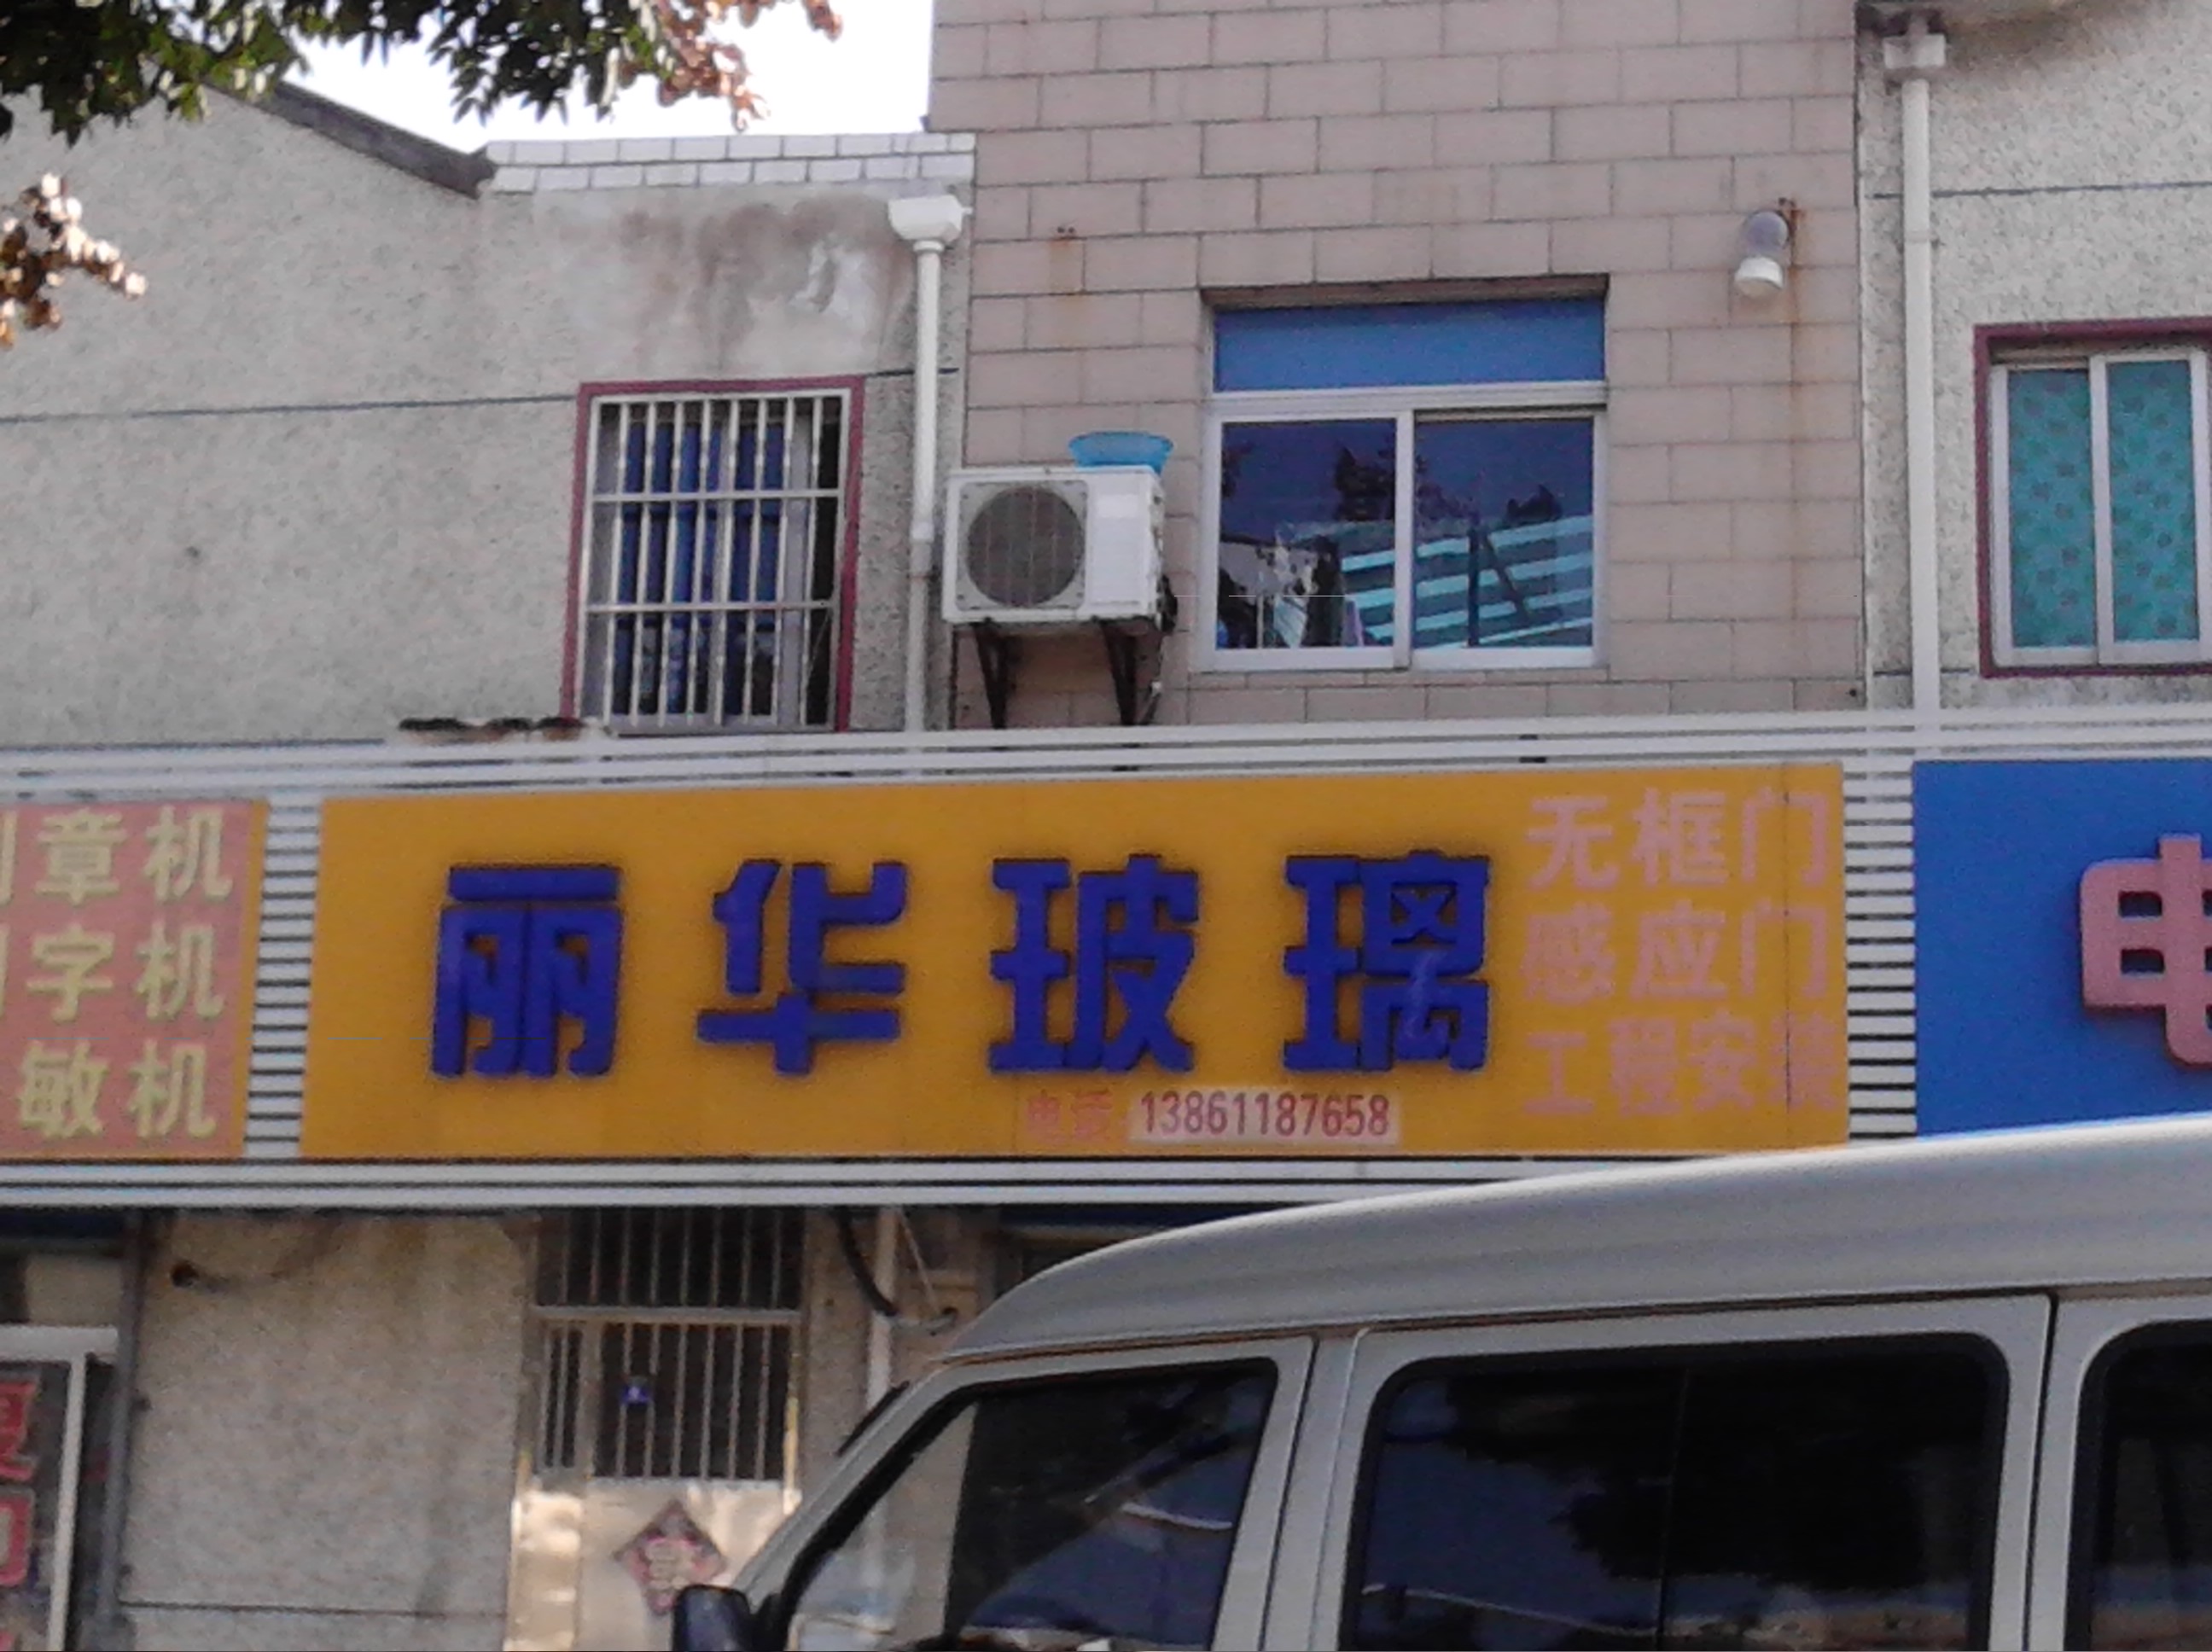 章机
字机
敏机
丽华玻璃
无框门
感应门
工程安装
电话 13861187658
电